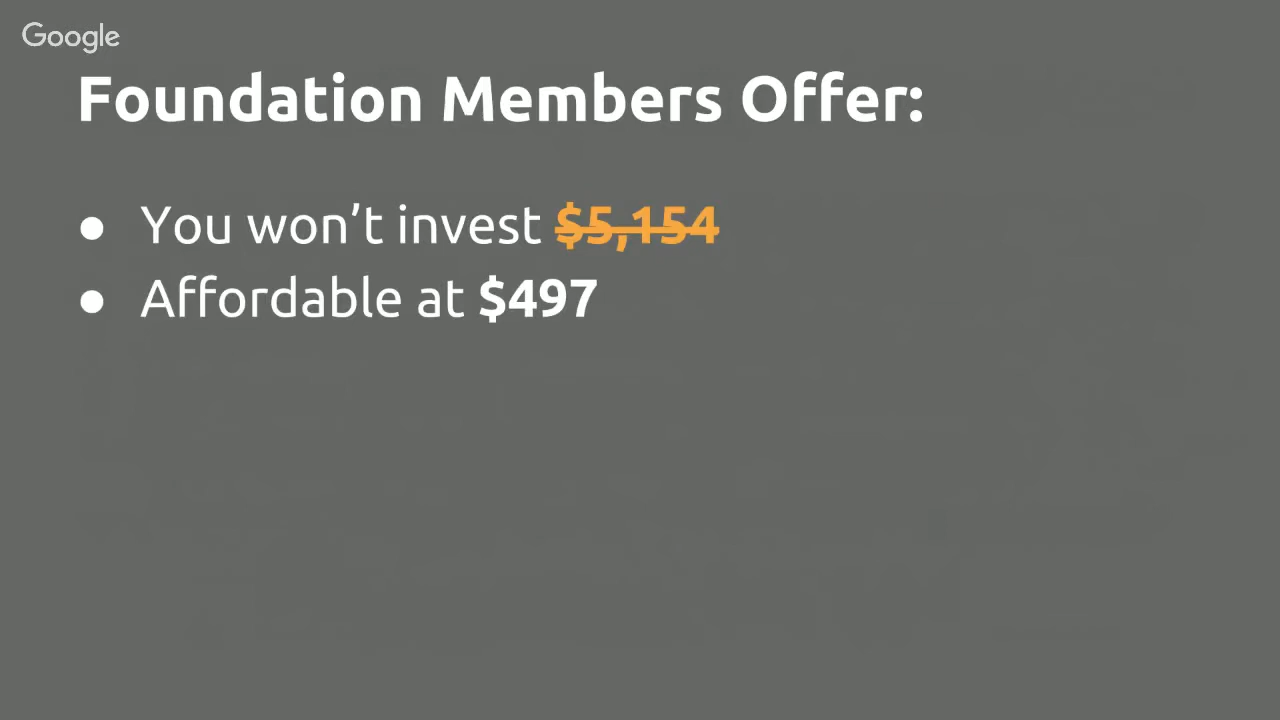 Google
Foundation Members Offer:
● You won’t invest $5,154
● Affordable at $497